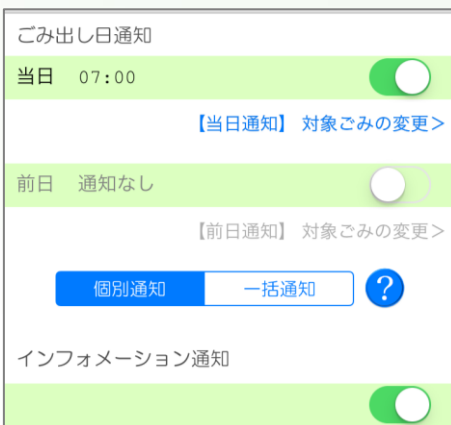 ごみ出し日通知
当日 07:00
【当日通知】 対象ごみの変更>
前日 通知なし
【前日通知】 対象ごみの変更>
個別通知 一括通知 ?
インフォメーション通知